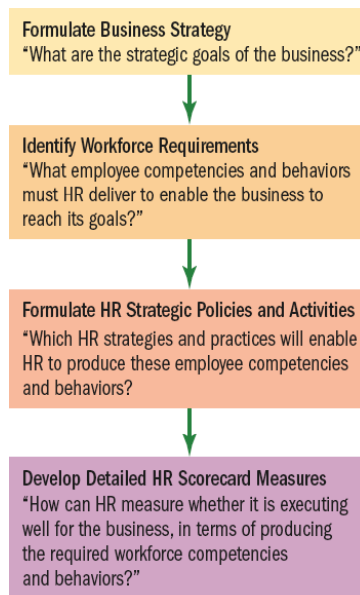 Formulate Business Strategy
“What are the strategic goals of the business?”
Identify Workforce Requirements
“What employee competencies and behaviors
must HR deliver to enable the business to
reach its goals?”
Formulate HR Strategic Policies and Activities
“Which HR strategies and practices will enable
HR to produce these employee competencies
and behaviors?
Develop Detailed HR Scorecard Measures
“How can HR measure whether it is executing
well for the business, in terms of producing
the required workforce competencies
and behaviors?”